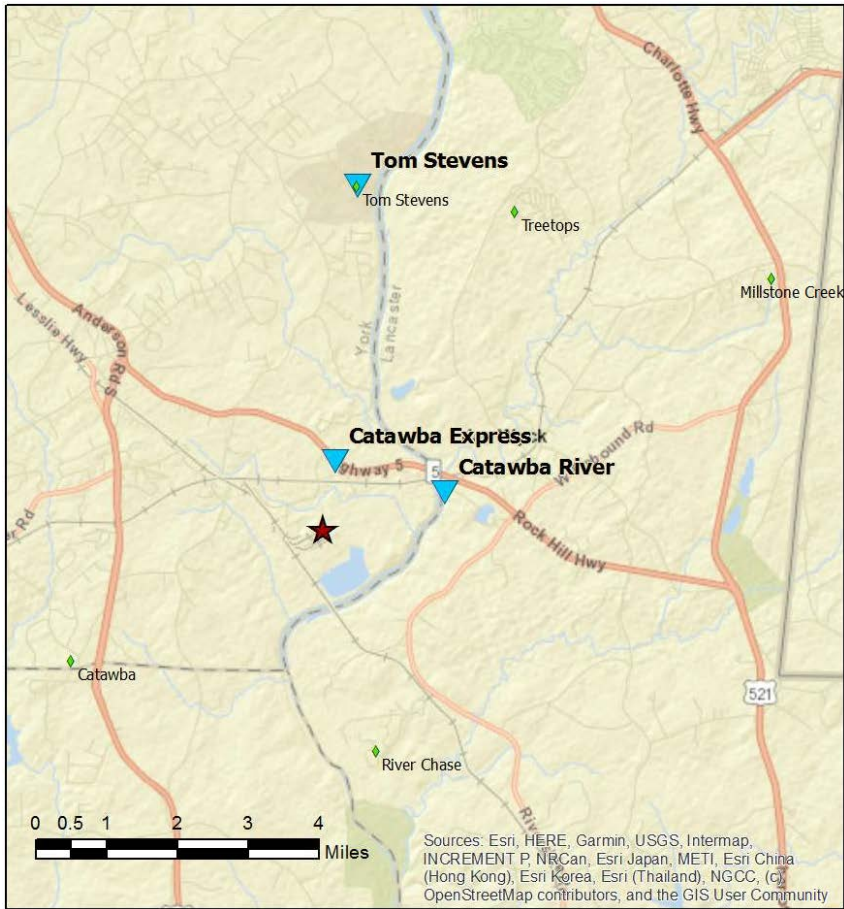 Charlotte Hwy
Tom Stevens
Tom Stevens
Treetops
Millstone Creek
York
Lancaster
Lesslie Hwy
Anderson Rd S
Catawba Express
Highway 5
5
Catawba River
Rd
Rock Hill Hwy
Rd
Catawba
521
River Chase
0 0.5 1 2 3 4
Miles
Sources: Esri, HERE, Garmin, USGS, Intermap,
INCREMENT P, NRCan, Esri Japan, METI, Esri China
(Hong Kong), Esri Korea, Esri (Thailand), NGCC, (c)
OpenStreetMap contributors, and the GIS User Community